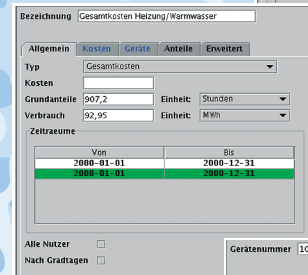 Bezeichnung Gesamtkosten Heizung/Warmwasser
Allgemein Kosten Geräte Anteile Erweitert
Typ Gesamtkosten
Kosten
Grundanteile 907,2 Einheit: Stunden
Verbrauch 92,95 Einheit: MWh
Zeitraeume
Von Bis
2000-01-01 2000-12-31
2000-01-01 2000-12-31
Alle Nutzer
Nach Gradtagen
Gerätenummer 10